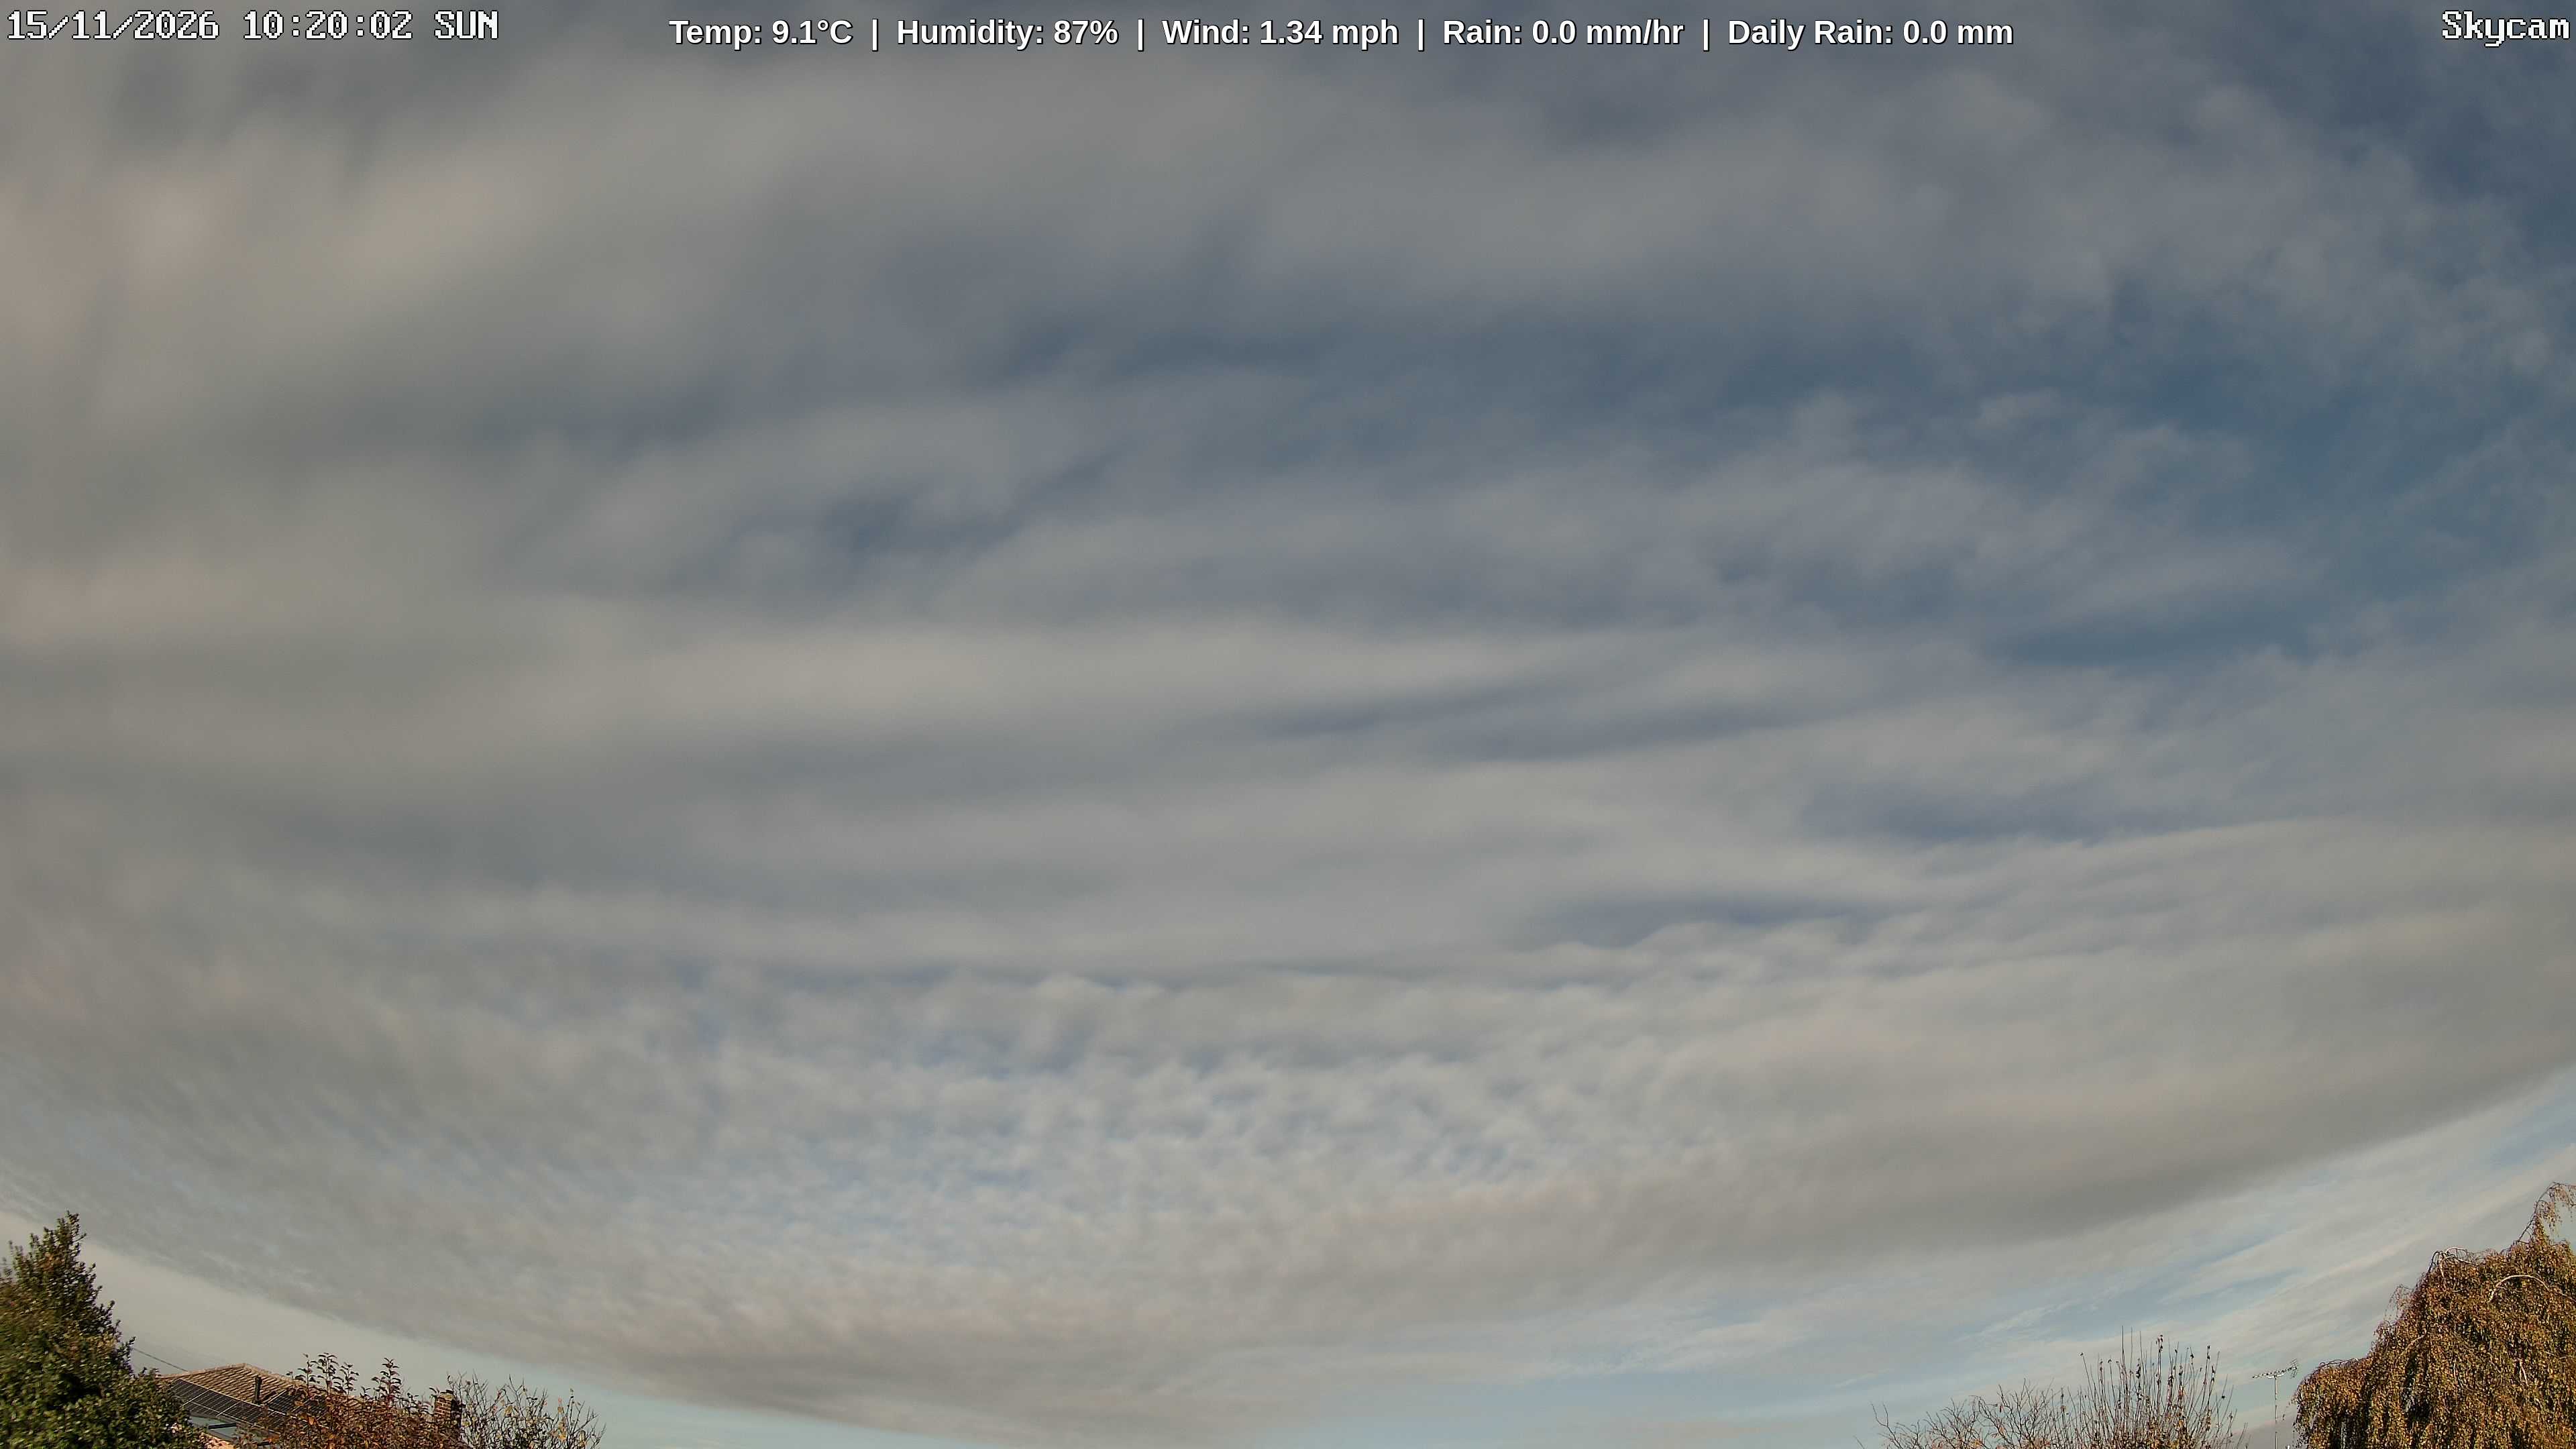 15/11/2026 10:20:02 SUN
Temp: 9.1°C | Humidity: 87% | Wind: 1.34 mph | Rain: 0.0 mm/hr | Daily Rain: 0.0 mm
Skycam